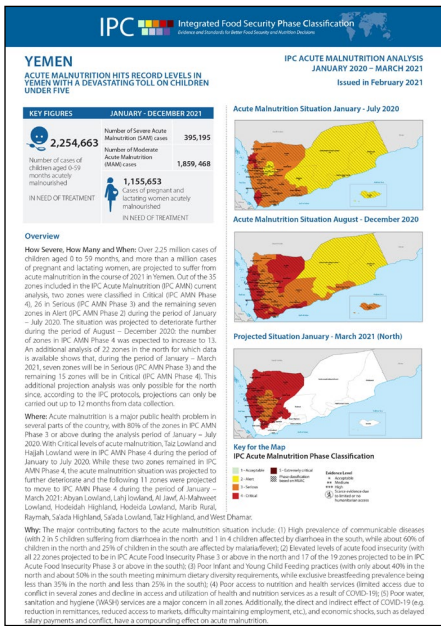 IPC Integrated Food Security Phase Classification
Evidence and Standards for Better Food Security and Nutrition Decisions
YEMEN
ACUTE MALNUTRITION HITS RECORD LEVELS IN
YEMEN WITH A DEVASTATING TOLL ON CHILDREN
UNDER FIVE
IPC ACUTE MALNUTRITION ANALYSIS
JANUARY 2020 – MARCH 2021
Issued in February 2021
KEY FIGURES
JANUARY - DECEMBER 2021
2,254,663
Number of cases of
children aged 0-59
months acutely
malnourished
IN NEED OF TREATMENT
Number of Severe Acute
Malnutrition (SAM) cases
395,195
Number of Moderate
Acute Malnutrition
(MAM) cases
1,859, 468
1,155,653
Cases of pregnant and
lactating women acutely
malnourished
IN NEED OF TREATMENT
Overview
How Severe, How Many and When: Over 2.25 million cases of
children aged 0 to 59 months, and more than a million cases
of pregnant and lactating women, are projected to suffer from
acute malnutrition in the course of 2021 in Yemen. Out of the 35
zones included in the IPC Acute Malnutrition (IPC AMN) current
analysis, two zones were classified in Critical (IPC AMN Phase
4), 26 in Serious (IPC AMN Phase 3) and the remaining seven
zones in Alert (IPC AMN 2) during the period of January
– July 2020. The situation was projected to deteriorate further
during the period of August – December 2020: the number
of zones in IPC AMN Phase 4 was expected to increase to 13.
An additional analysis of 22 zones in the north for which data
is available shows that, during the period of January – March
2021, seven zones will be in Serious (IPC AMN Phase 3) and the
remaining 15 zones will be in Critical (IPC AMN Phase 4). This
additional projection analysis was only possible for the north
since, according to the IPC protocols, projections can only be
carried out up to 12 months from data collection.
Where: Acute malnutrition is a major public health problem in
several parts of the country, with 80% of the zones in IPC AMN
Phase 3 or above during the analysis period of January – July
2020. With Critical levels of acute malnutrition, Taiz Lowland and
Hajjah Lowland were in IPC AMN Phase 4 during the period of
January to July 2020. While these two zones remained in IPC
AMN Phase 4, the acute malnutrition situation was projected to
further deteriorate and the following 11 zones were projected
to move to IPC AMN Phase 4 during the period of January –
March 2021: Abyan Lowland, Lahj Iowland, Al Jawf, Al-Mahweet
Lowland, Hodeidah Highland, Hodeida Lowland, Marib Rural,
Raymah, Sa'ada Highland, Sa'ada Lowland, Taiz Highland, and West Dhamar.
Why: The major contributing factors to the acute malnutrition situation include: (1) High prevalence of communicable diseases
(with 2 in 5 children suffering from diarrhoea in the north and 1 in 4 children affected by diarrhoea in the south, while about 60% of
children in the north and 25% of children in the south are affected by malaria/fever); (2) Elevated levels of acute food insecurity (with
all 22 zones projected to be in IPC Acute Food Insecurity Phase 3 or above in the north and 17 of the 19 zones projected to be in IPC
Acute Food Insecurity Phase 3 or above in the south); (3) Poor Infant and Young Child Feeding practices (with only about 40% in the
north and about 50% in the south meeting minimum dietary diversity requirements, while exclusive breastfeeding prevalence being
less than 35% in the north and less than 25% in the south); (4) Poor access to nutrition and health services (limited access due to
conflict in several zones and decline in access and utilization of health and nutrition services as a result of COVID-19); (5) Poor water,
sanitation and hygiene (WASH) services are a major concern in all zones. Additionally, the direct and indirect effect of COVID-19 (e.g.
reduction in remittances, reduced access to markets, difficulty maintaining employment, etc.), and economic shocks, such as delayed
salary payments and conflict, have a compounding effect on acute malnutrition.
Acute Malnutrition Situation January - July 2020
Acute Malnutrition Situation August - December 2020
Projected Situation January - March 2021 (North)
Key for the Map
IPC Acute Malnutrition Phase Classification
1 - Acceptable
2 - Alert
3 - Serious
4 - Critical
5 - Extremely critical
Phase classification
based on MUAC
Evidence Level
* Acceptable
** Medium
*** High